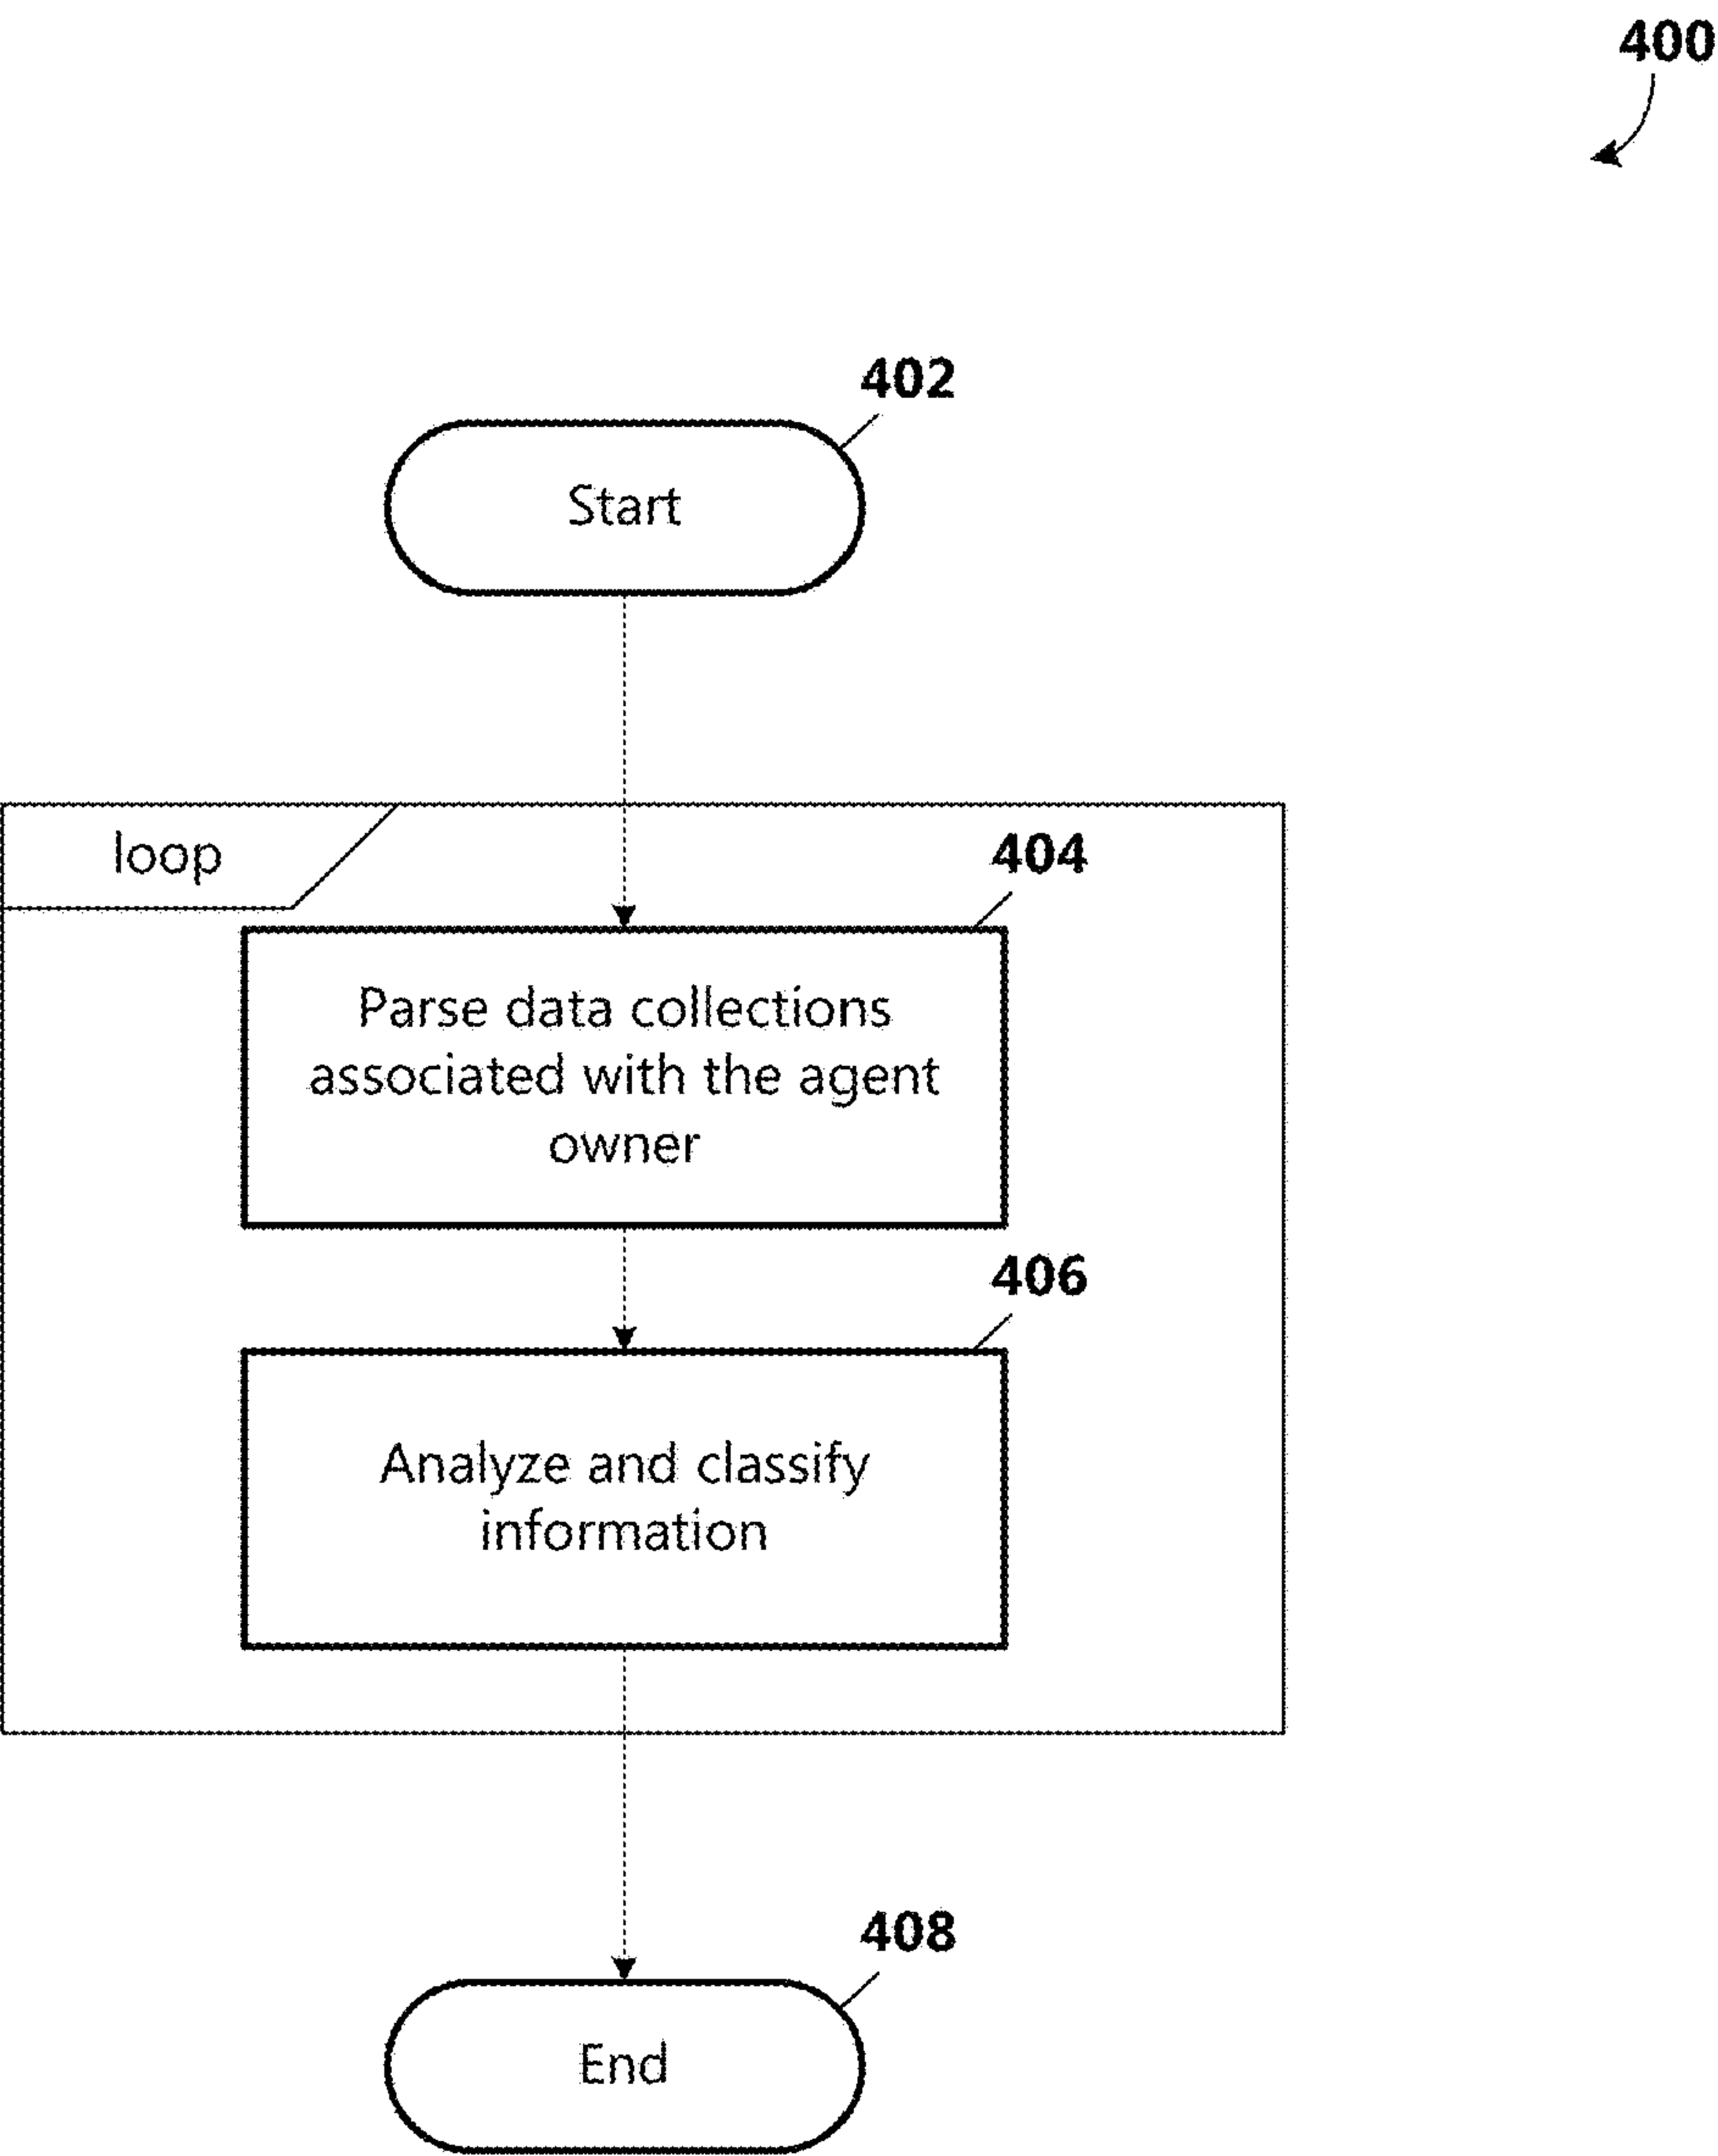 400
402
Start
loop
404
Parse data collections
associated with the agent
owner
406
Analyze and classify
information
408
End